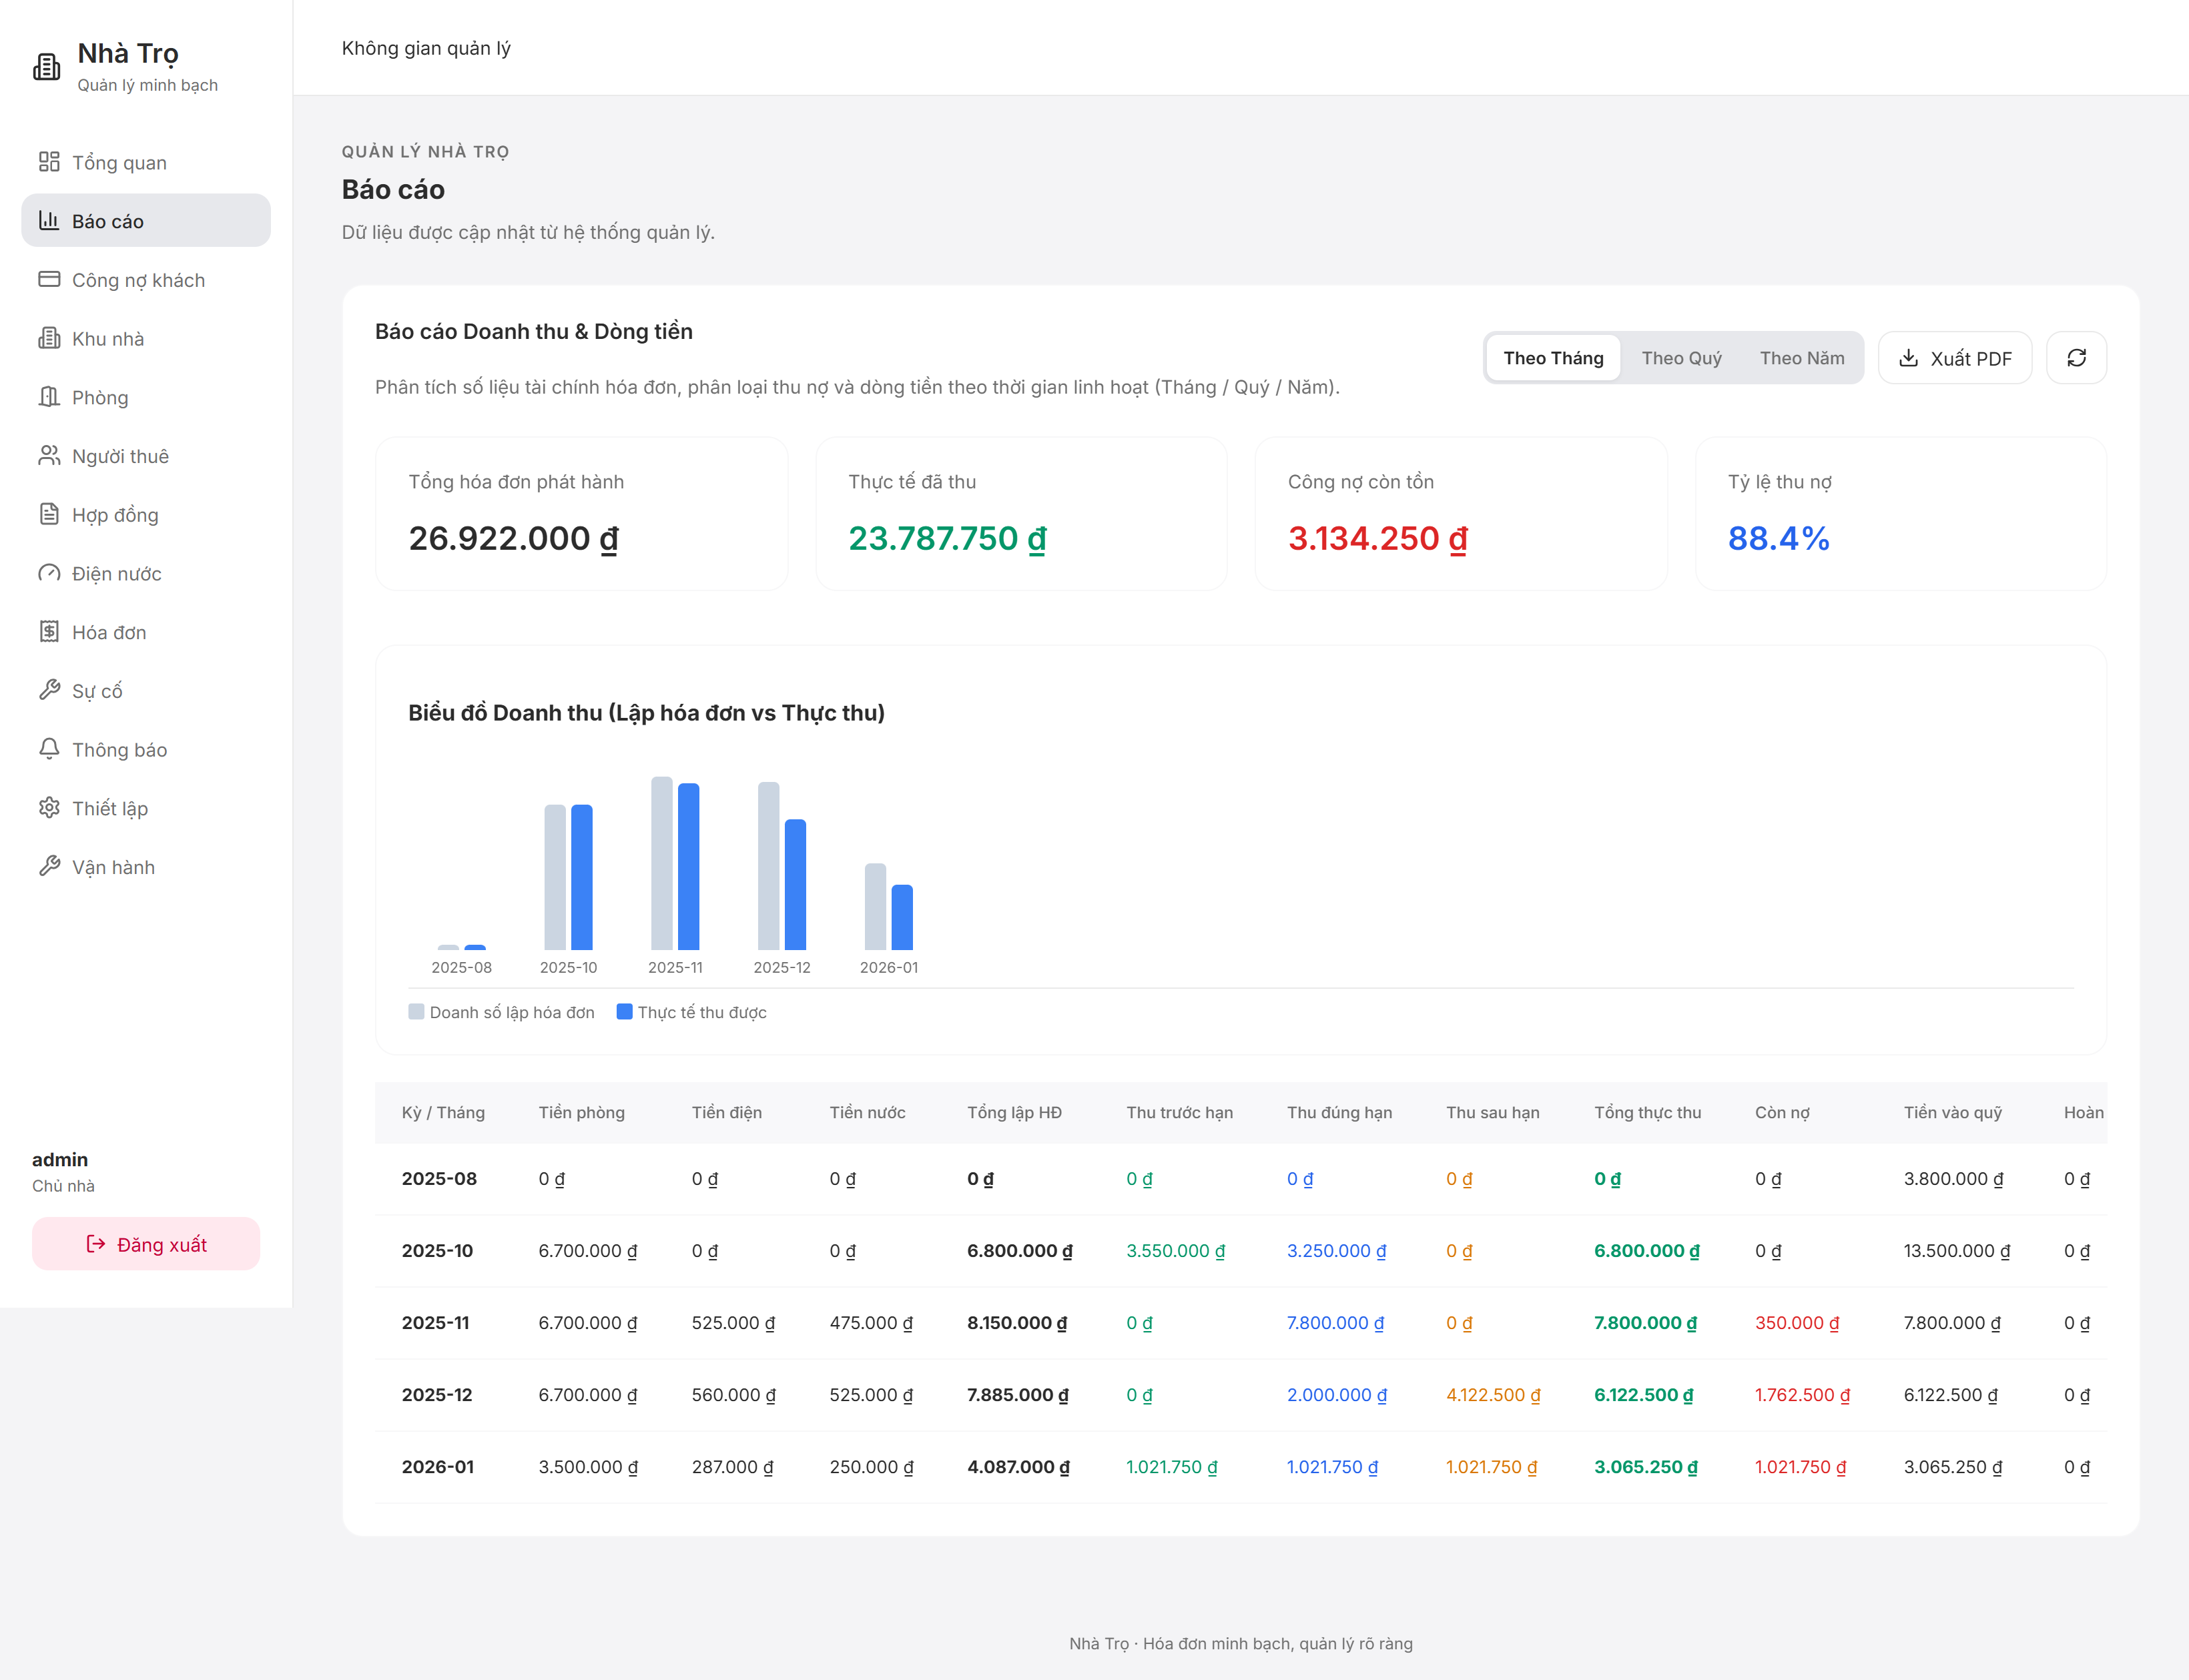 Nhà Trọ
Quản lý minh bạch
Tổng quan
Báo cáo
Công nợ khách
Khu nhà
Phòng
Người thuê
Hợp đồng
Điện nước
Hóa đơn
Sự cố
Thông báo
Thiết lập
Vận hành
admin
Chủ nhà
Đăng xuất
Không gian quản lý
QUẢN LÝ NHÀ TRỌ
Báo cáo
Dữ liệu được cập nhật từ hệ thống quản lý.
Báo cáo Doanh thu & Dòng tiền
Phân tích số liệu tài chính hóa đơn, phân loại thu nợ và dòng tiền theo thời gian linh hoạt (Tháng / Quý / Năm).
Theo Tháng Theo Quý Theo Năm Xuất PDF
Tổng hóa đơn phát hành
26.922.000 ₫
Thực tế đã thu
23.787.750 ₫
Công nợ còn tồn
3.134.250 ₫
Tỷ lệ thu nợ
88.4%
Biểu đồ Doanh thu (Lập hóa đơn vs Thực thu)
2025-08 2025-10 2025-11 2025-12 2026-01
Doanh số lập hóa đơn Thực tế thu được
Kỳ / Tháng Tiền phòng Tiền điện Tiền nước Tổng lập HĐ Thu trước hạn Thu đúng hạn Thu sau hạn Tổng thực thu Còn nợ Tiền vào quỹ Hoàn
2025-08 0 ₫ 0 ₫ 0 ₫ 0 ₫ 0 ₫ 0 ₫ 0 ₫ 0 ₫ 0 ₫ 3.800.000 ₫ 0 ₫
2025-10 6.700.000 ₫ 0 ₫ 0 ₫ 6.800.000 ₫ 3.550.000 ₫ 3.250.000 ₫ 0 ₫ 6.800.000 ₫ 0 ₫ 13.500.000 ₫ 0 ₫
2025-11 6.700.000 ₫ 525.000 ₫ 475.000 ₫ 8.150.000 ₫ 0 ₫ 7.800.000 ₫ 0 ₫ 7.800.000 ₫ 350.000 ₫ 7.800.000 ₫ 0 ₫
2025-12 6.700.000 ₫ 560.000 ₫ 525.000 ₫ 7.885.000 ₫ 0 ₫ 2.000.000 ₫ 4.122.500 ₫ 6.122.500 ₫ 1.762.500 ₫ 6.122.500 ₫ 0 ₫
2026-01 3.500.000 ₫ 287.000 ₫ 250.000 ₫ 4.087.000 ₫ 1.021.750 ₫ 1.021.750 ₫ 1.021.750 ₫ 3.065.250 ₫ 1.021.750 ₫ 3.065.250 ₫ 0 ₫
Nhà Trọ · Hóa đơn minh bạch, quản lý rõ ràng